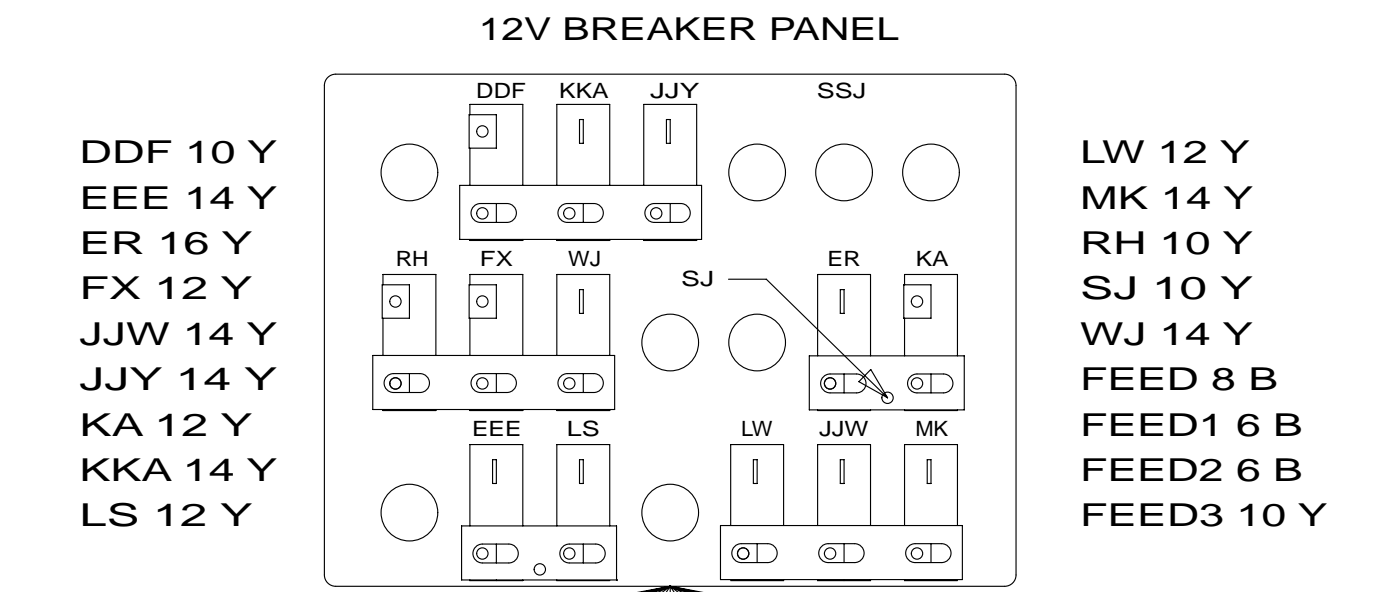 12V BREAKER PANEL
DDF KKA JJY SSJ
DDF 10 Y
EEE 14 Y
ER 16 Y
FX 12 Y
JJW 14 Y
JJY 14 Y
KA 12 Y
KKA 14 Y
LS 12 Y
RH FX WJ SJ ER KA
EEE LS LW JJW MK
LW 12 Y
MK 14 Y
RH 10 Y
SJ 10 Y
WJ 14 Y
FEED 8 B
FEED1 6 B
FEED2 6 B
FEED3 10 Y